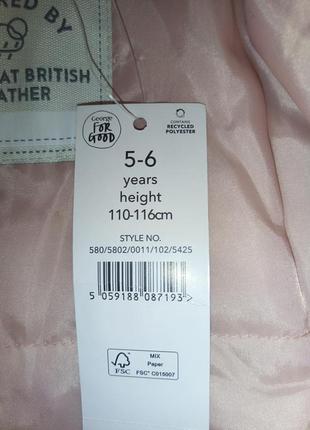 RED BY
AT BRITISH
EATHER
George
FOR
GOOD
CONTAINS
RECYCLED
POLYESTER
5-6
years
height
110-116cm
STYLE NO.
580/5802/0011/102/5425
5 059188 087193 >
FSC
MIX
Paper
FSC® C015007